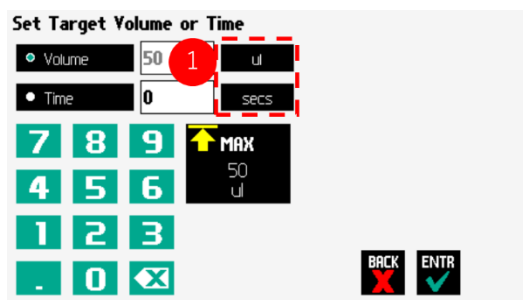 Set Target Volume or Time
Volume 50 1 ul
Time 0 secs
7 8 9 MAX
50
4 5 6 ul
1 2 3
. 0 BACK ENTR